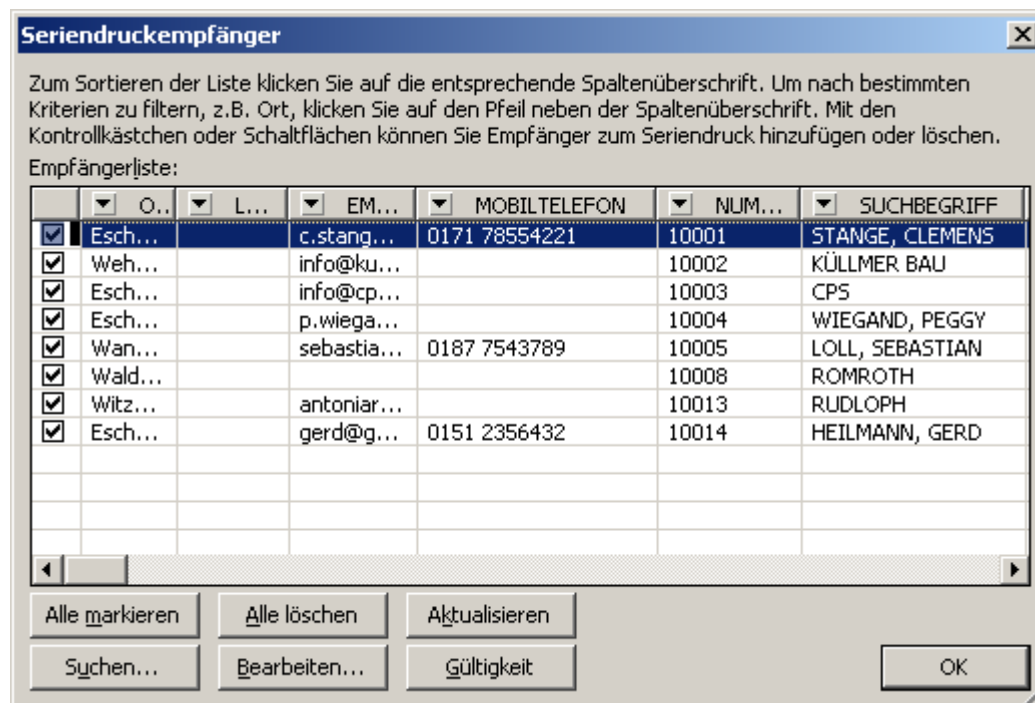 Seriendruckempfänger
Zum Sortieren der Liste klicken Sie auf die entsprechende Spaltenüberschrift. Um nach bestimmten
Kriterien zu filtern, z.B. Ort, klicken Sie auf den Pfeil neben der Spaltenüberschrift. Mit den
Kontrollkästchen oder Schaltflächen können Sie Empfänger zum Seriendruck hinzufügen oder löschen.
Empfängerliste:
O.. L... EM... MOBILTELEFON NUM... SUCHBEGRIFF
Esch... c.stang... 0171 78554221 10001 STANGE, CLEMENS
Weh... info@ku... 10002 KÜLLMER BAU
Esch... info@cp... 10003 CPS
Esch... p.wiega... 10004 WIEGAND, PEGGY
Wan... sebastia... 0187 7543789 10005 LOLL, SEBASTIAN
Wald... 10008 ROMROTH
Witz... antoniar... 10013 RUDLOPH
Esch... gerd@g... 0151 2356432 10014 HEILMANN, GERD
Alle markieren Alle löschen Aktualisieren
Suchen... Bearbeiten... Gültigkeit OK